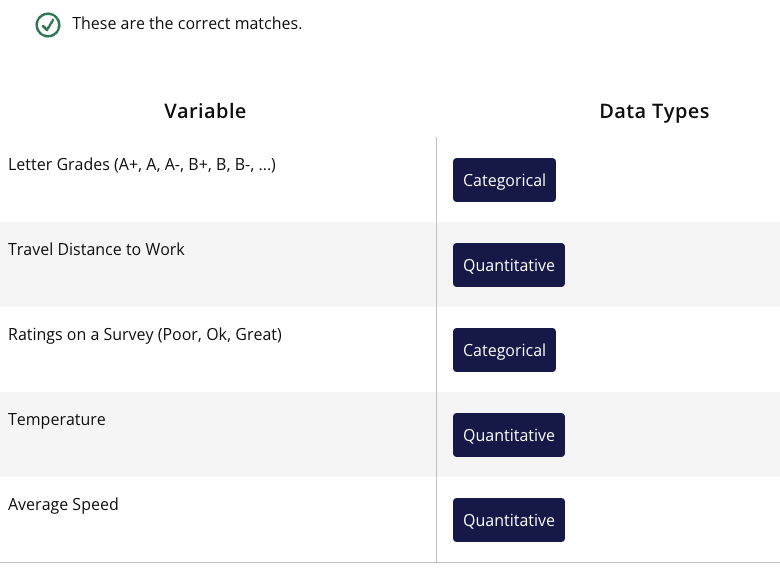 These are the correct matches.
Variable Data Types
Letter Grades (A+, A, A-, B+, B, B-, ...) Categorical
Travel Distance to Work Quantitative
Ratings on a Survey (Poor, Ok, Great) Categorical
Temperature Quantitative
Average Speed Quantitative